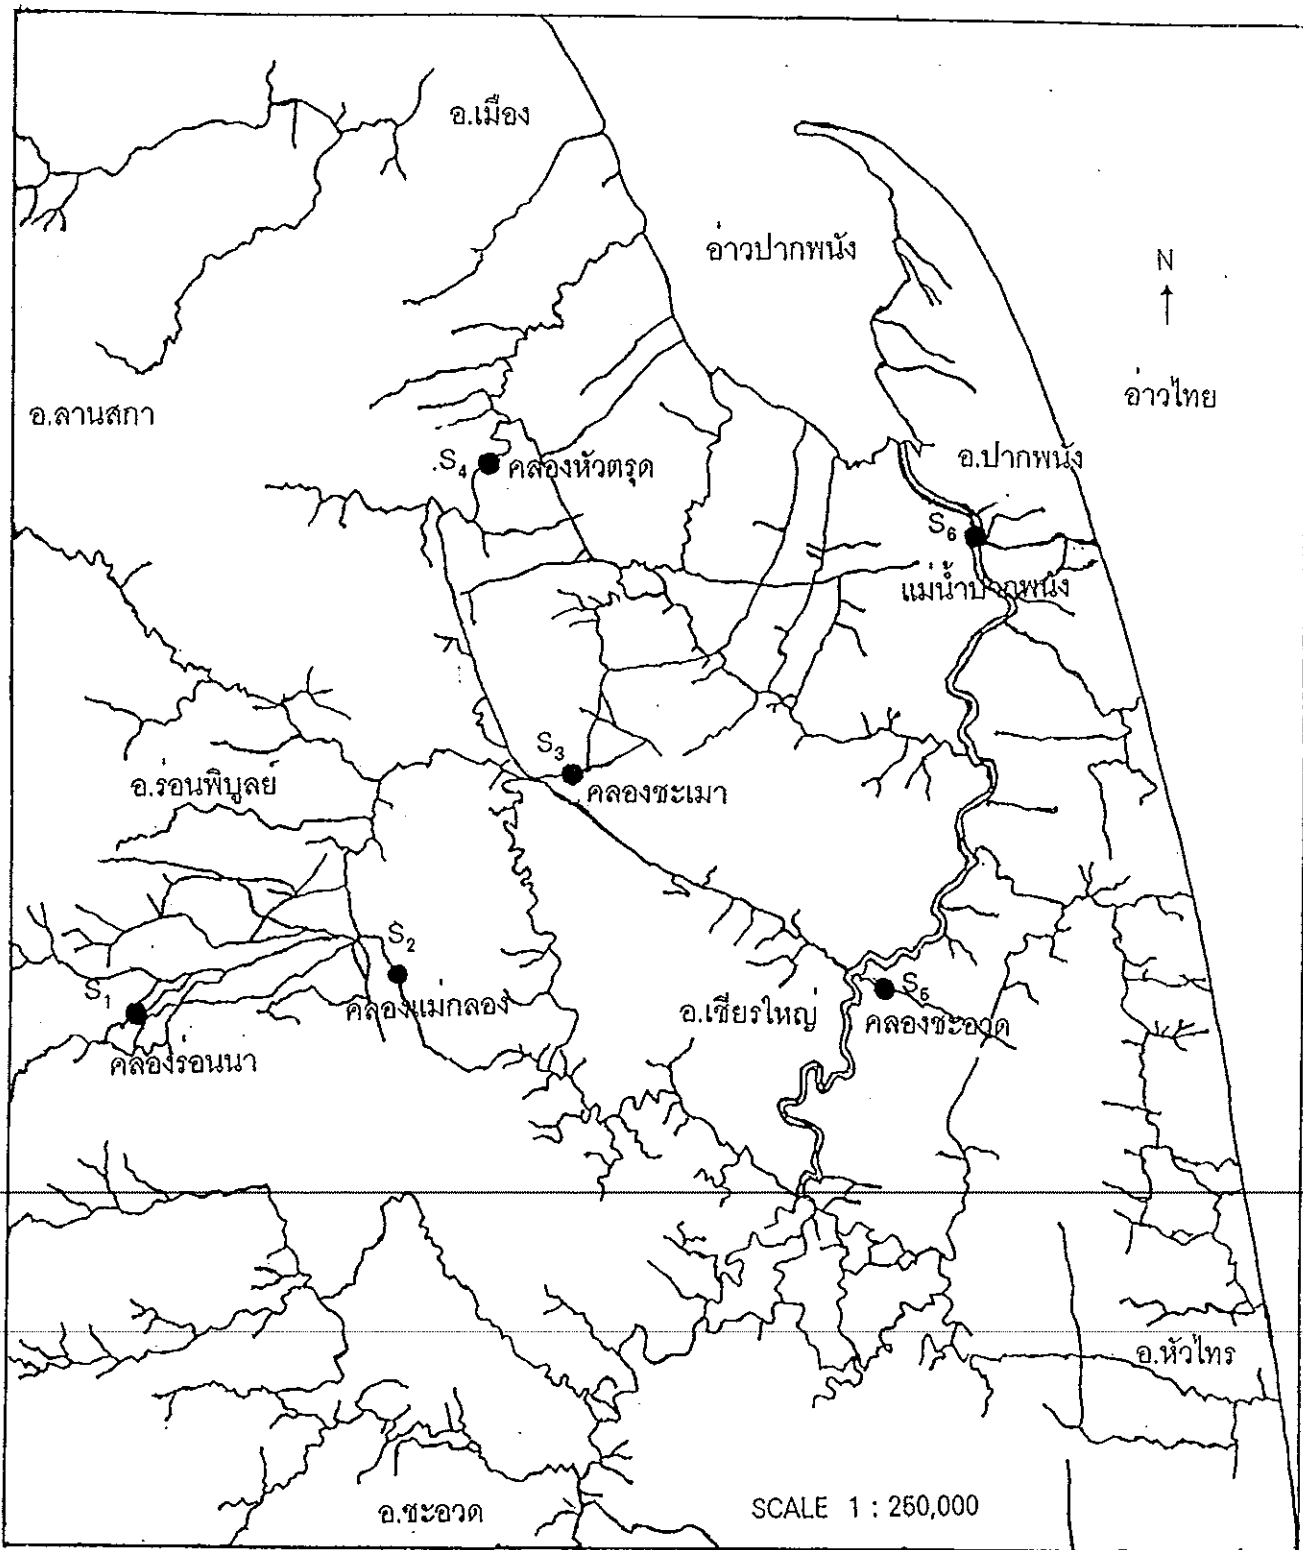 อ.เมือง
อ่าวปากพนัง
N
อ่าวไทย
อ.ลานสกา
อ.ปากพนัง
.S4 คลองหัวตรุด
S6
แม่น้ำปากพนัง
S3
อ.ร่อนพิบูลย์
คลองชะเมา
S2
S1
S5
คลองแม่กลอง
อ.เชียรใหญ่
คลองชะอวด
คลองร่อนนา
อ.หัวไทร
อ.ชะอวด
SCALE 1 : 250,000